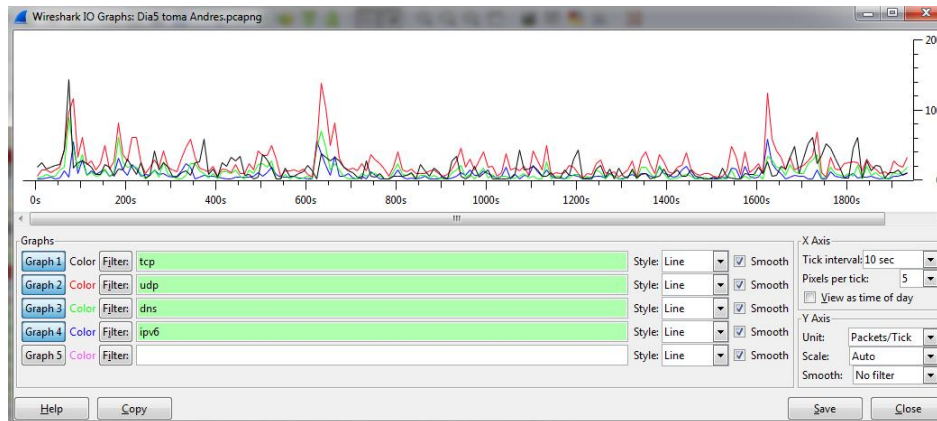 Wireshark IO Graphs: Dia5 toma Andres.pcapng
200
100
0
0s 200s 400s 600s 800s 1000s 1200s 1400s 1600s 1800s
Graphs
Graph 1 Color Filter: tcp Style: Line Smooth
Graph 2 Color Filter: udp Style: Line Smooth
Graph 3 Color Filter: dns Style: Line Smooth
Graph 4 Color Filter: ipv6 Style: Line Smooth
Graph 5 Color Filter: Style: Line Smooth
X Axis
Tick interval: 10 sec
Pixels per tick: 5
View as time of day
Y Axis
Unit: Packets/Tick
Scale: Auto
Smooth: No filter
Help Copy Save Close